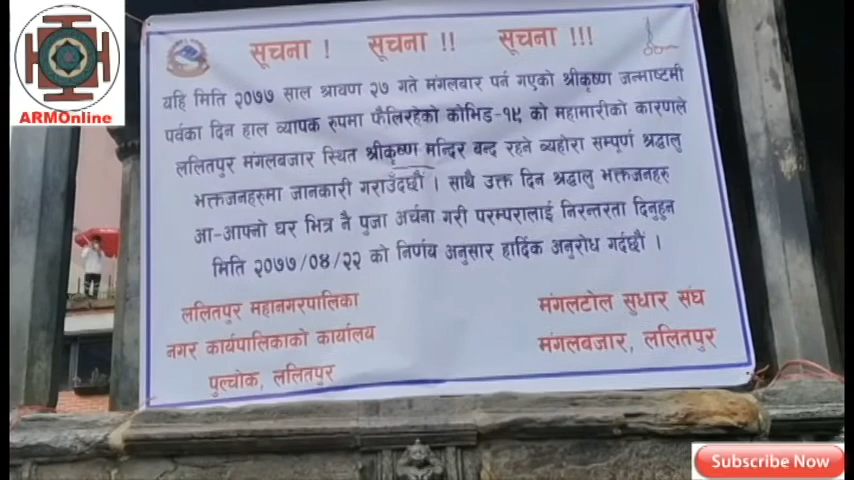 ARMOnline
सूचना ! सूचना !! सूचना !!!
यहि मिति २०७७ साल श्रावण २७ गते मंगलबार पर्न गएको श्रीकृष्ण जन्माष्टमी
पर्वका दिन हाल व्यापक रुपमा फैलिरहेको कोभिड-१९ को महामारीको कारणले
ललितपुर मंगलबजार स्थित श्रीकृष्ण मन्दिर बन्द रहने व्यहोरा सम्पूर्ण श्रद्धालु
भक्तजनहरुमा जानकारी गराउँदछौं । साथै उक्त दिन श्रद्धालु भक्तजनहरु
आ-आफ्नो घर भित्र नै पुजा अर्चना गरी परम्परालाई निरन्तरता दिनुहुन
मिति २०७७/०४/२२ को निर्णय अनुसार हार्दिक अनुरोध गर्दछौं ।
ललितपुर महानगरपालिका
नगर कार्यपालिकाको कार्यालय
पुल्चोक, ललितपुर
मंगलटोल सुधार संघ
मंगलबजार, ललितपुर
Subscribe Now